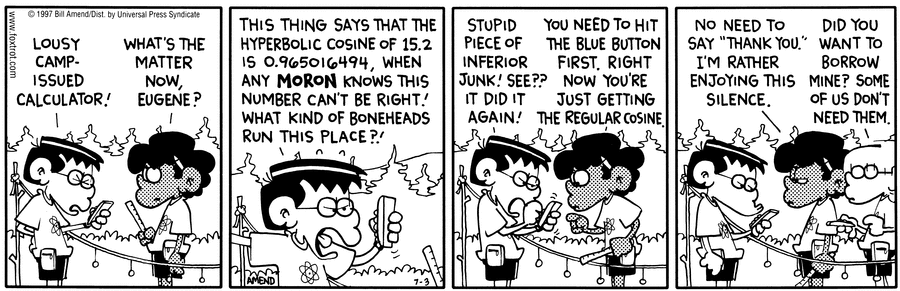 © 1997 Bill Amend/Dist. by Universal Press Syndicate
www.foxtrot.com
LOUSY
CAMP-
ISSUED
CALCULATOR!
WHAT'S THE
MATTER
NOW,
EUGENE?
THIS THING SAYS THAT THE
HYPERBOLIC COSINE OF 15.2
IS 0.965016494, WHEN
ANY MORON KNOWS THIS
NUMBER CAN'T BE RIGHT!
WHAT KIND OF BONEHEADS
RUN THIS PLACE?!
AMEND
7-3
STUPID
PIECE OF
INFERIOR
JUNK! SEE??
IT DID IT
AGAIN!
YOU NEED TO HIT
THE BLUE BUTTON
FIRST. RIGHT
NOW YOU'RE
JUST GETTING
THE REGULAR COSINE.
NO NEED TO
SAY "THANK YOU."
I'M RATHER
ENJOYING THIS
SILENCE.
DID YOU
WANT TO
BORROW
MINE? SOME
OF US DON'T
NEED THEM.